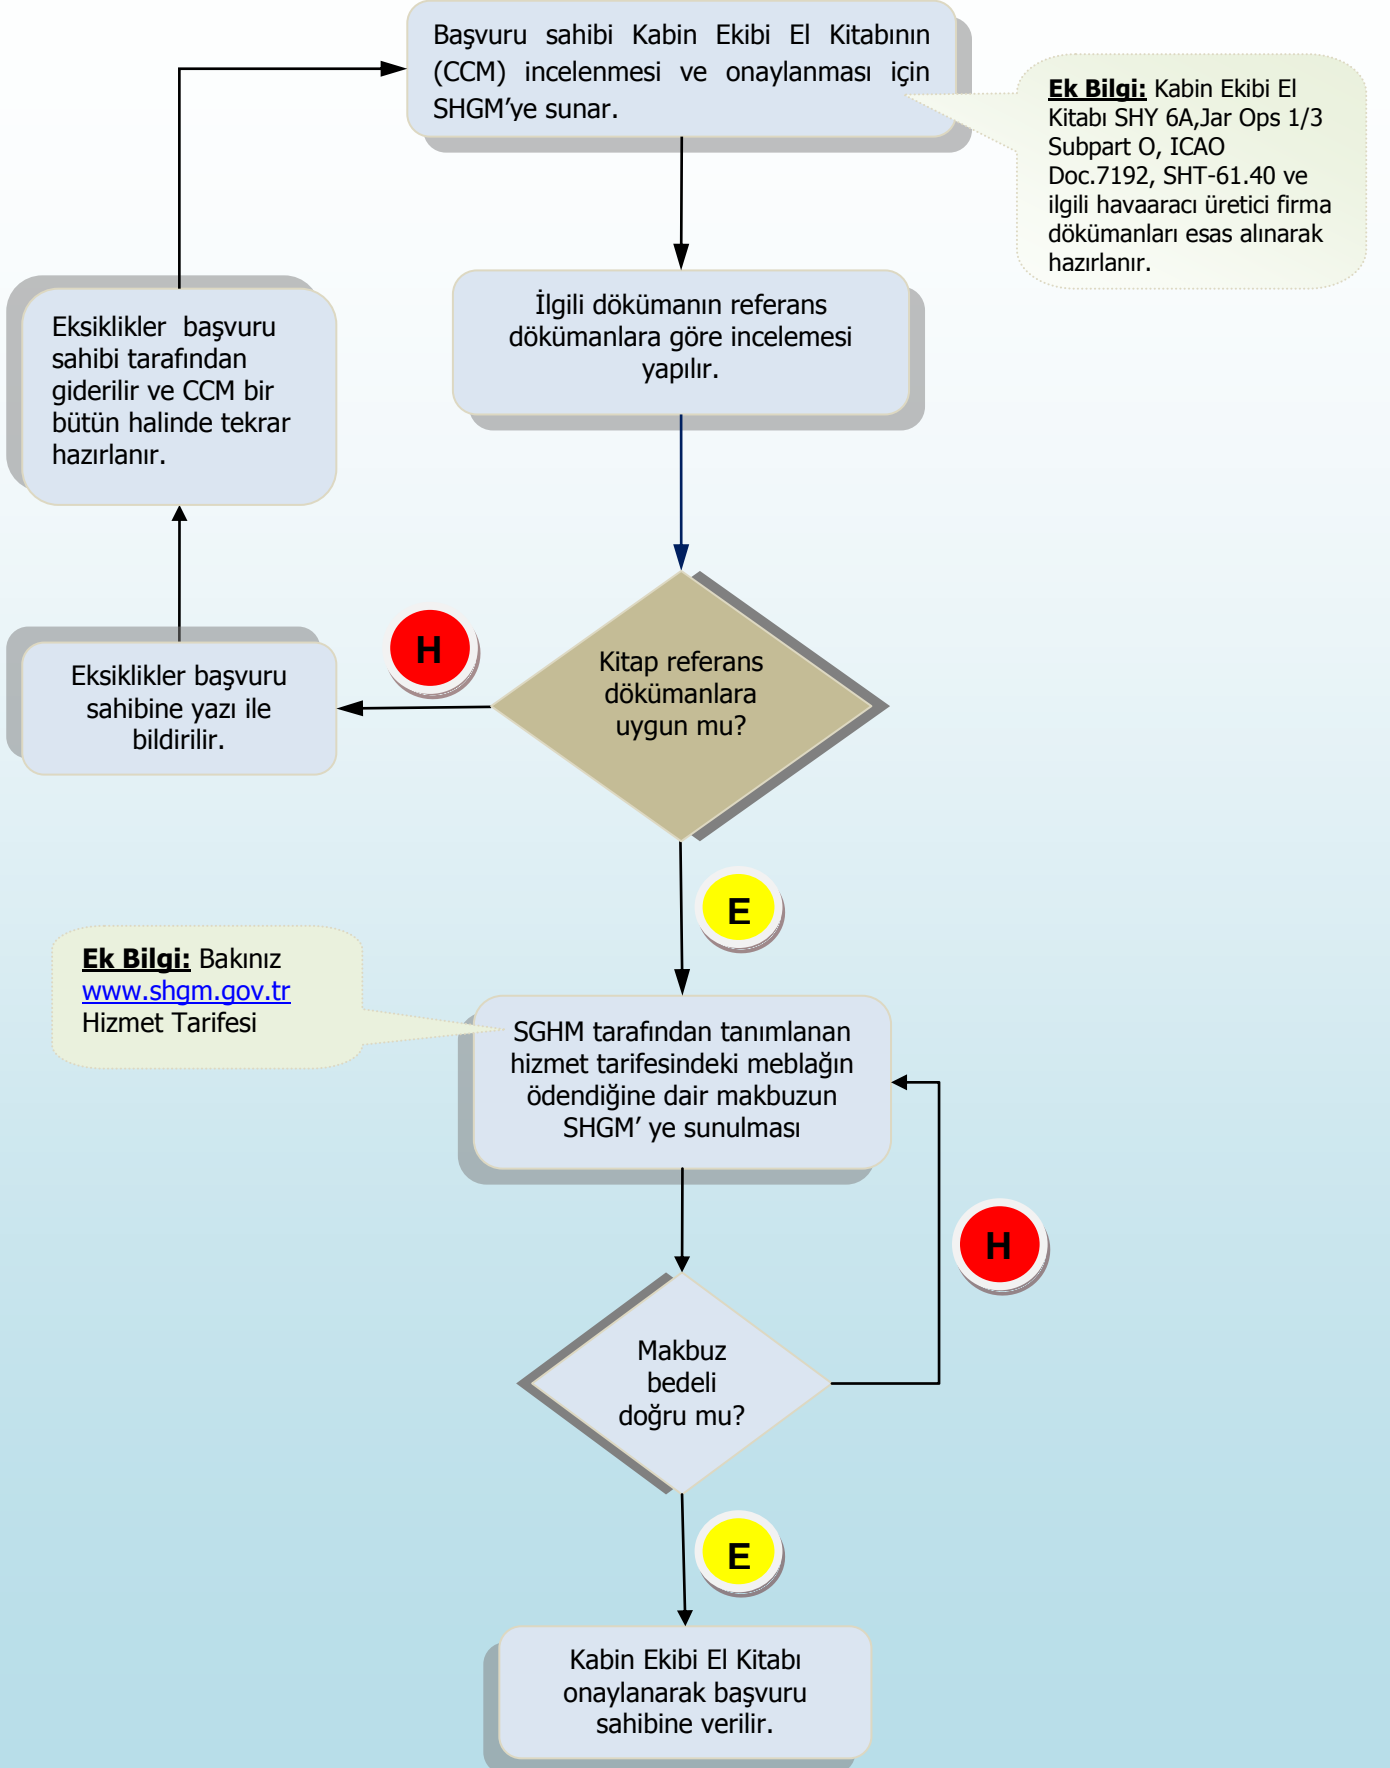 Başvuru sahibi Kabin Ekibi El Kitabının
(CCM) incelenmesi ve onaylanması için
SHGM’ye sunar.
Ek Bilgi: Kabin Ekibi El
Kitabı SHY 6A,Jar Ops 1/3
Subpart O, ICAO
Doc.7192, SHT-61.40 ve
ilgili havaaracı üretici firma
dökümanları esas alınarak
hazırlanır.
İlgili dökümanın referans
dökümanlara göre incelemesi
yapılır.
Eksiklikler başvuru
sahibi tarafından
giderilir ve CCM bir
bütün halinde tekrar
hazırlanır.
H
Kitap referans
dökümanlara
uygun mu?
Eksiklikler başvuru
sahibine yazı ile
bildirilir.
E
Ek Bilgi: Bakınız
www.shgm.gov.tr
Hizmet Tarifesi
SGHM tarafından tanımlanan
hizmet tarifesindeki meblağın
ödendiğine dair makbuzun
SHGM’ ye sunulması
H
Makbuz
bedeli
doğru mu?
E
Kabin Ekibi El Kitabı
onaylanarak başvuru
sahibine verilir.